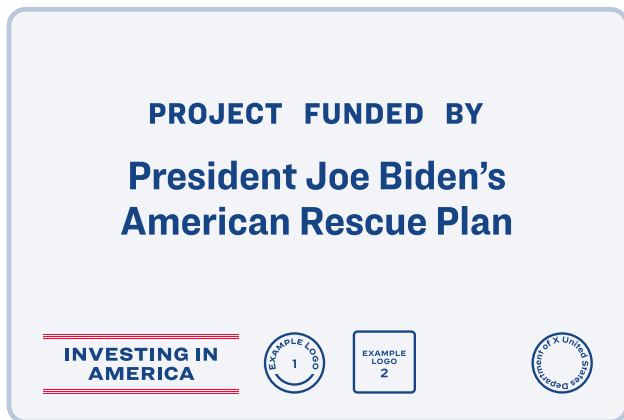 PROJECT FUNDED BY
President Joe Biden’s
American Rescue Plan
INVESTING IN
AMERICA
EXAMPLE LOGO
1
EXAMPLE
LOGO
2
Department of X United States